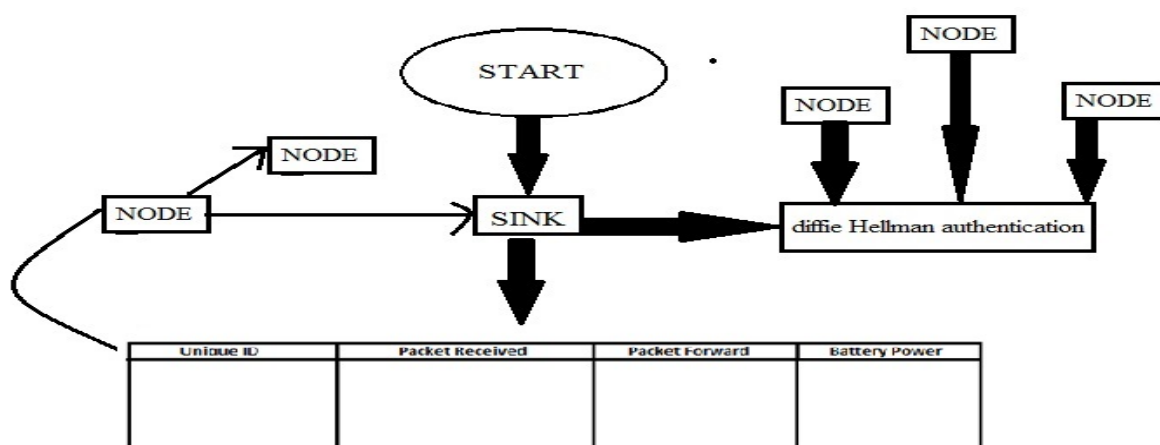 NODE
START
NODE
NODE
NODE
NODE
SINK
diffie Hellman authentication
Unique ID
Packet Received
Packet Forward
Battery Power